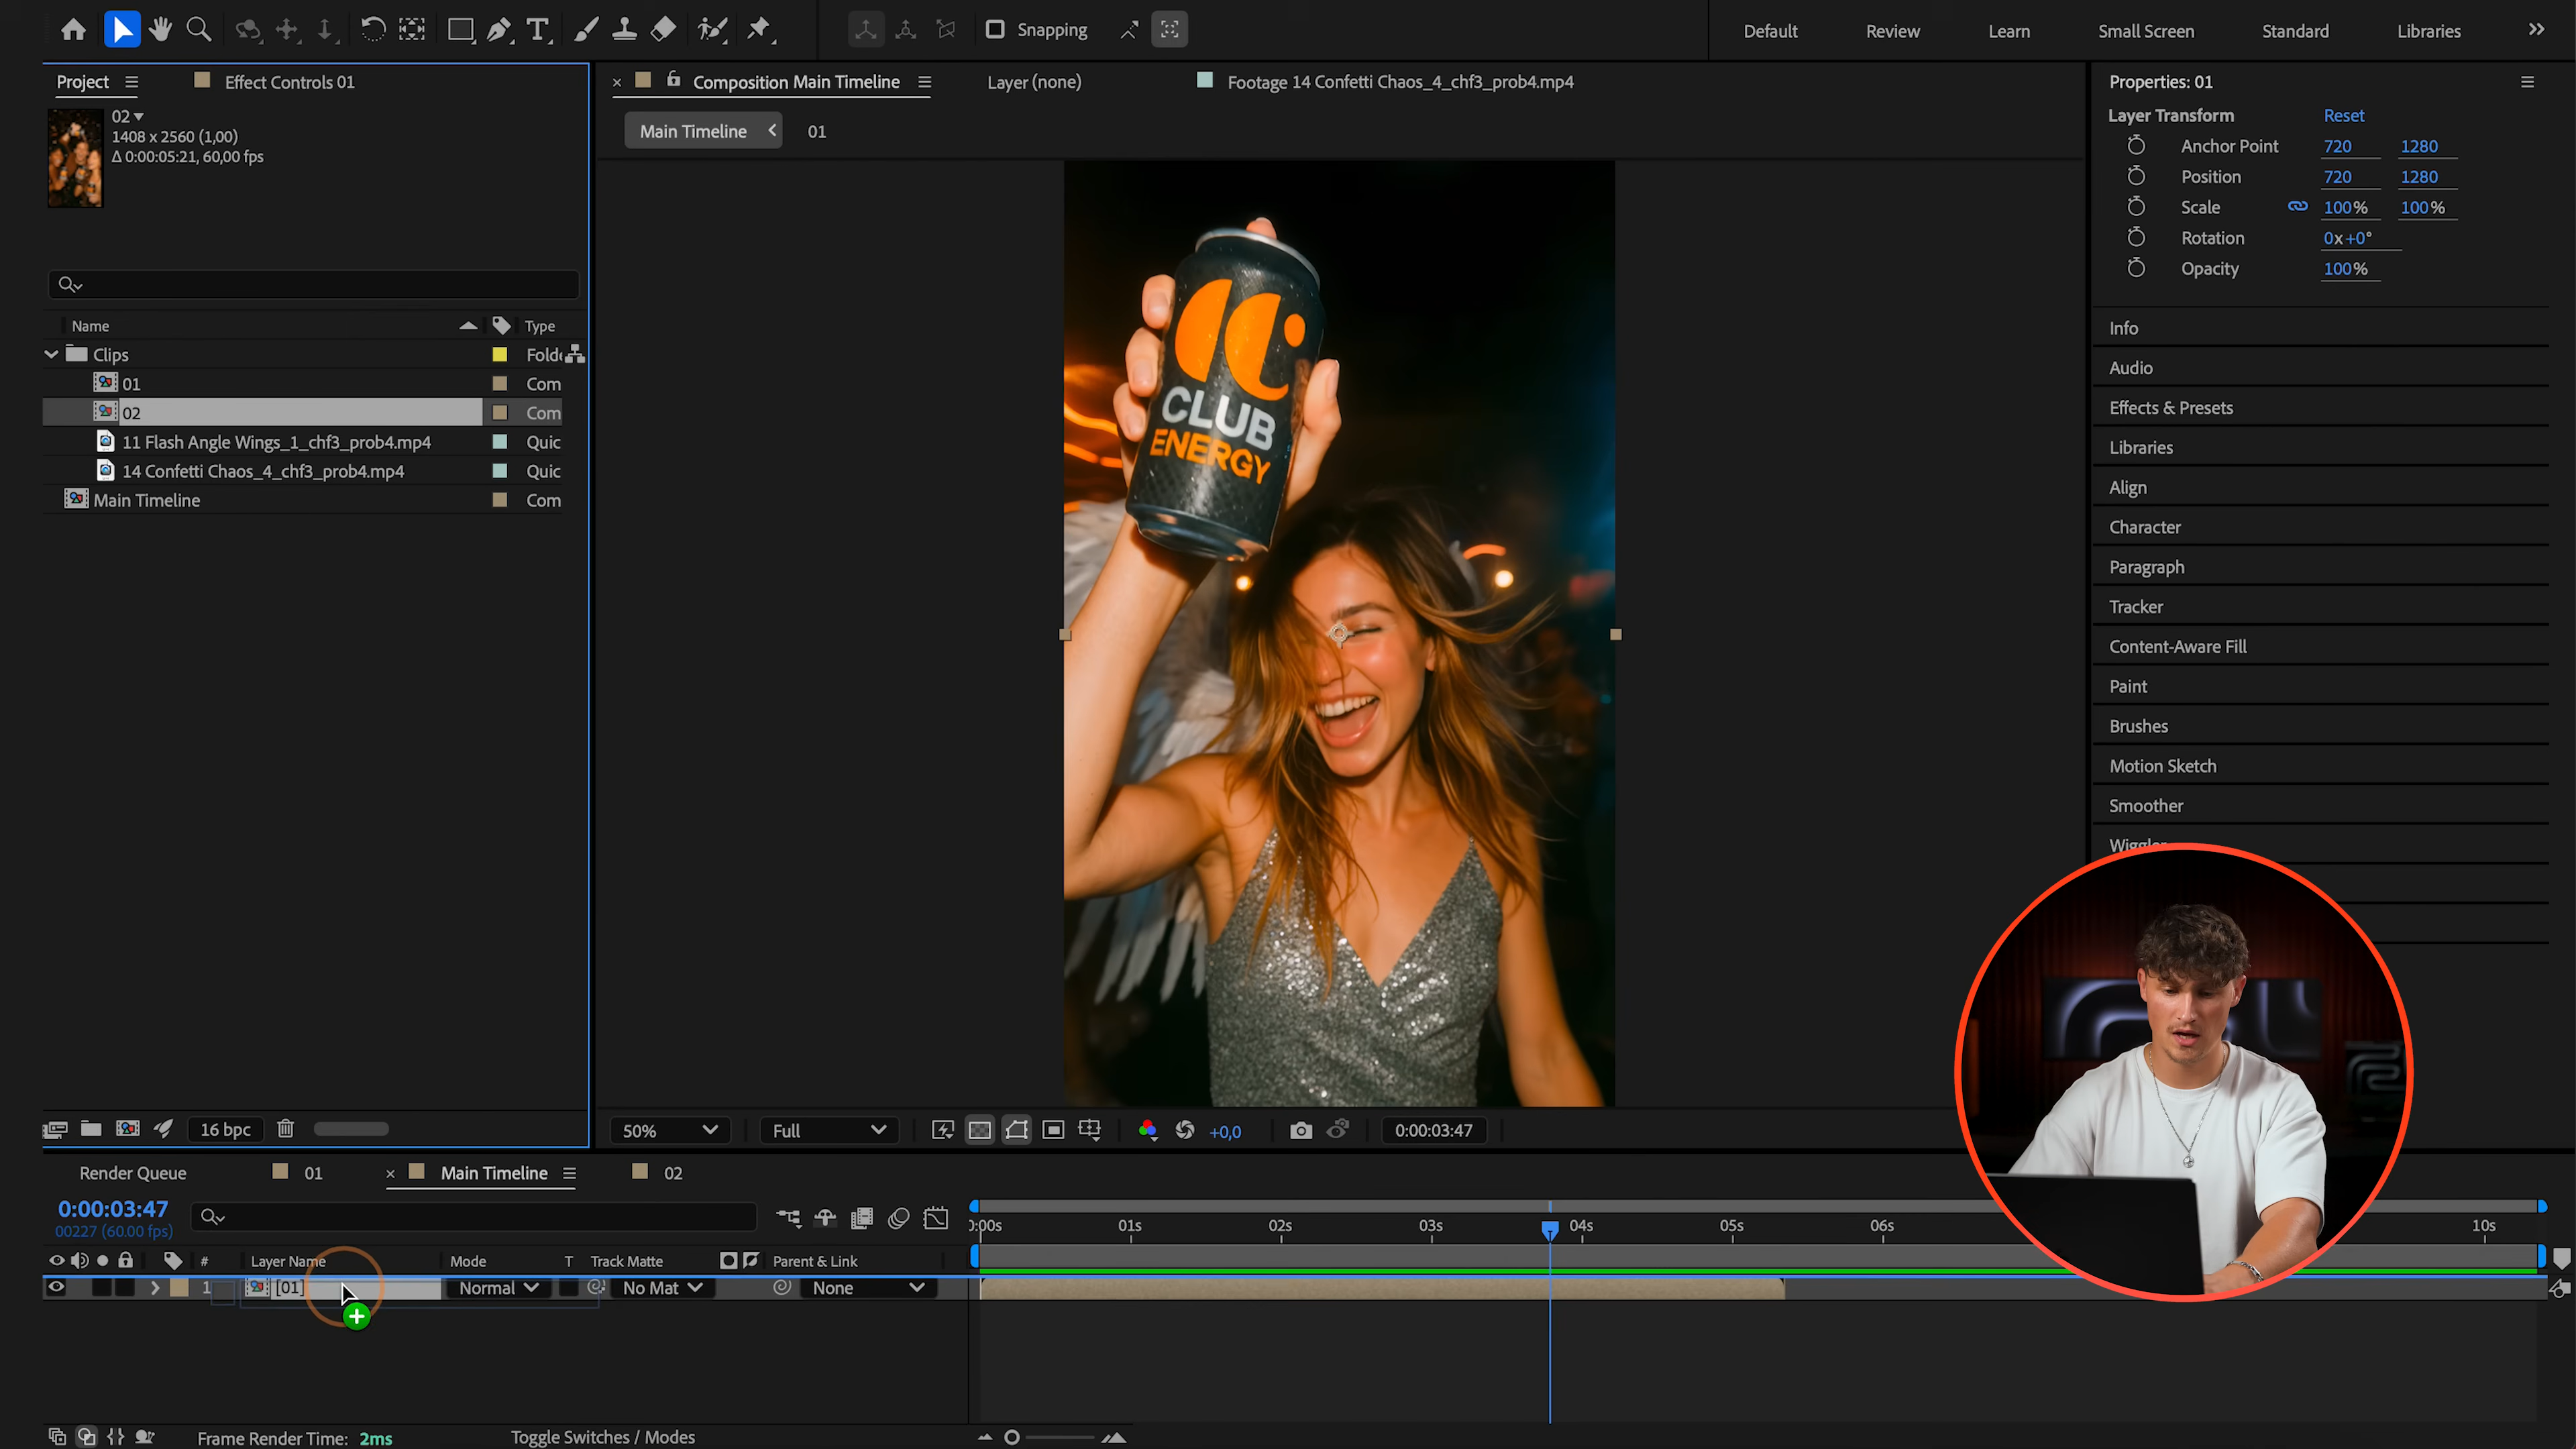 Snapping
Default Review Learn Small Screen Standard Libraries
Project Effect Controls 01
02
1408 x 2560 (1,00)
Δ 0:00:05:21, 60,00 fps
Name Type
Clips Fold
01 Com
02 Com
11 Flash Angle Wings_1_chf3_prob4.mp4 Quic
14 Confetti Chaos_4_chf3_prob4.mp4 Quic
Main Timeline Com
16 bpc
Composition Main Timeline Layer (none) Footage 14 Confetti Chaos_4_chf3_prob4.mp4
Main Timeline 01
CLUB
ENERGY
50% Full +0,0 0:00:03:47
Properties: 01
Layer Transform Reset
Anchor Point 720 1280
Position 720 1280
Scale 100% 100%
Rotation 0x+0°
Opacity 100%
Info
Audio
Effects & Presets
Libraries
Align
Character
Paragraph
Tracker
Content-Aware Fill
Paint
Brushes
Motion Sketch
Smoother
Wiggler
Render Queue 01 Main Timeline 02
0:00:03:47
00227 (60.00 fps)
# Layer Name Mode T Track Matte Parent & Link
1 [01] Normal No Mat None
0:00s 01s 02s 03s 04s 05s 06s 10s
Frame Render Time: 2ms Toggle Switches / Modes